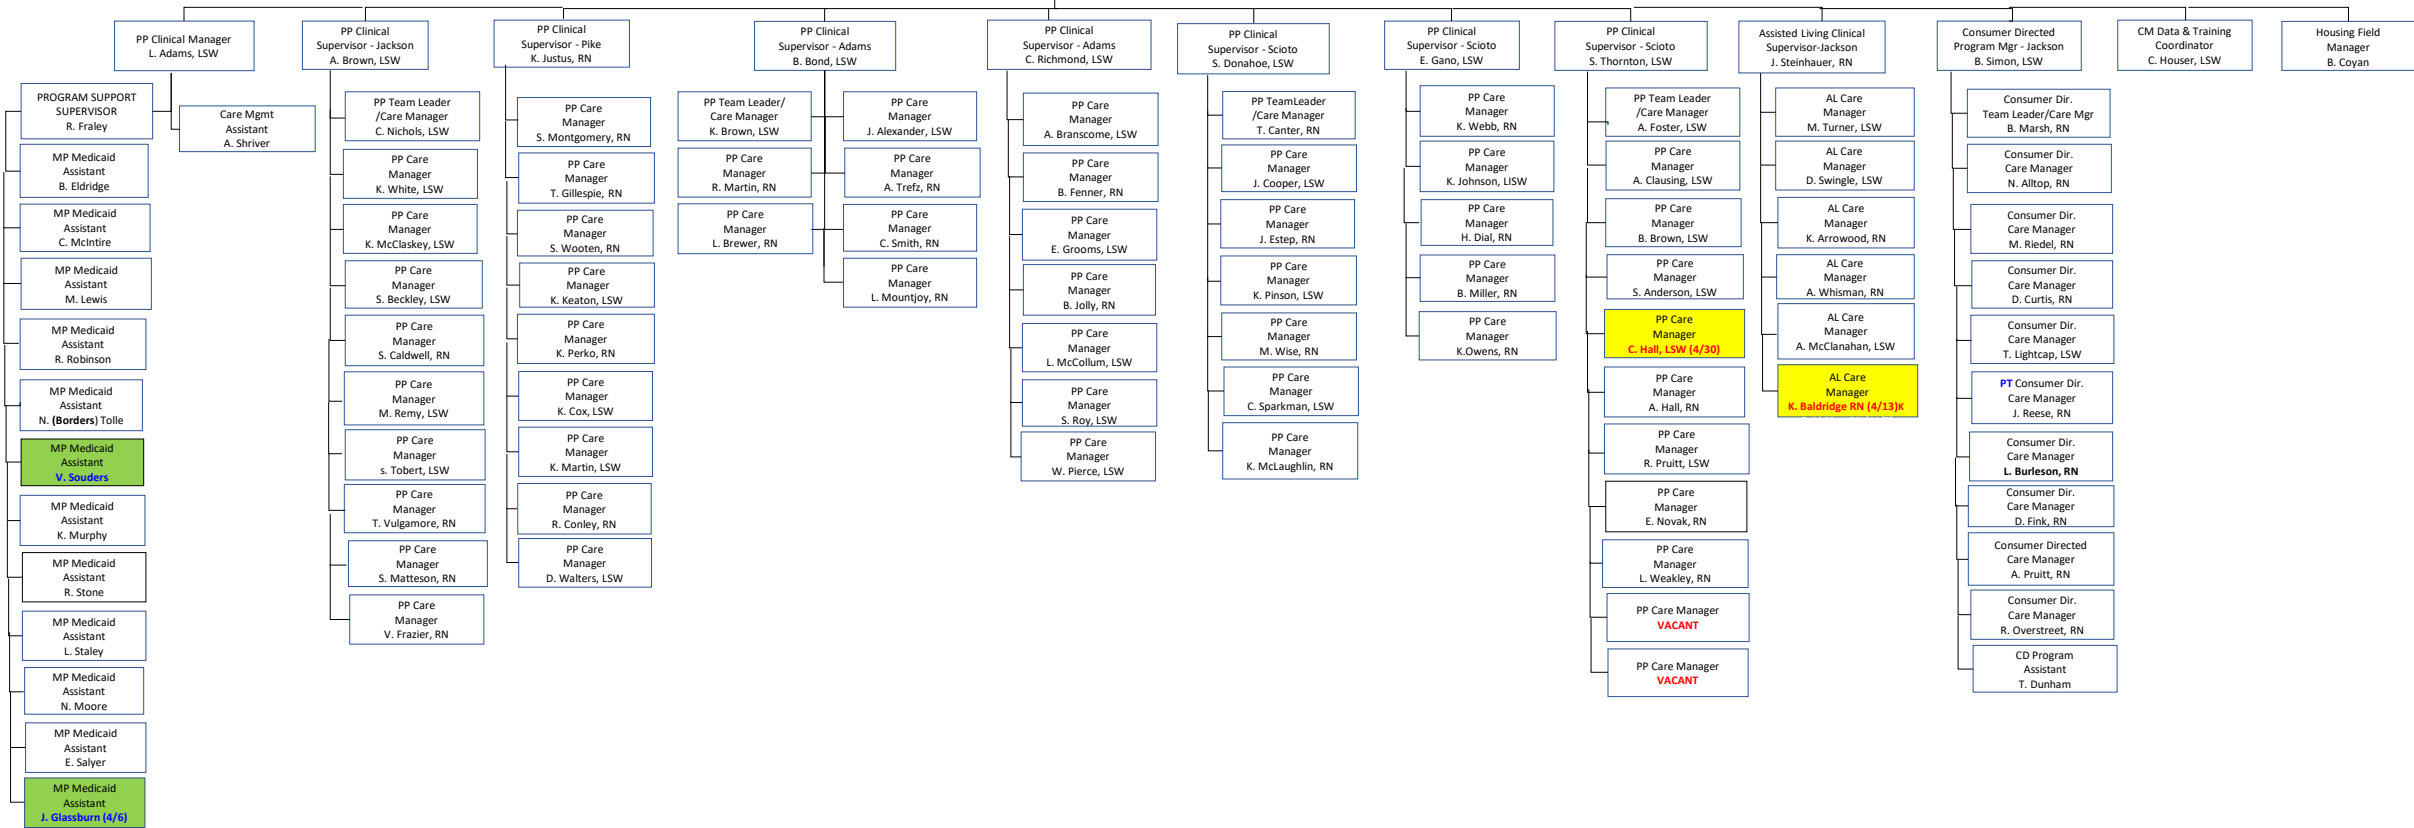 PP Clinical Manager
L. Adams, LSW
PROGRAM SUPPORT
SUPERVISOR
R. Fraley
Care Mgmt
Assistant
A. Shriver
MP Medicaid
Assistant
B. Eldridge
MP Medicaid
Assistant
C. McIntire
MP Medicaid
Assistant
M. Lewis
MP Medicaid
Assistant
R. Robinson
MP Medicaid
Assistant
N. (Borders) Tolle
MP Medicaid
Assistant
V. Souders
MP Medicaid
Assistant
K. Murphy
MP Medicaid
Assistant
R. Stone
MP Medicaid
Assistant
L. Staley
MP Medicaid
Assistant
N. Moore
MP Medicaid
Assistant
E. Salyer
MP Medicaid
Assistant
J. Glassburn (4/6)
PP Clinical
Supervisor - Jackson
A. Brown, LSW
PP Team Leader
/Care Manager
C. Nichols, LSW
PP Care
Manager
K. White, LSW
PP Care
Manager
K. McClaskey, LSW
PP Care
Manager
S. Beckley, LSW
PP Care
Manager
S. Caldwell, RN
PP Care
Manager
M. Remy, LSW
PP Care
Manager
s. Tobert, LSW
PP Care
Manager
T. Vulgamore, RN
PP Care
Manager
S. Matteson, RN
PP Care
Manager
V. Frazier, RN
PP Clinical
Supervisor - Pike
K. Justus, RN
PP Care
Manager
S. Montgomery, RN
PP Care
Manager
T. Gillespie, RN
PP Care
Manager
S. Wooten, RN
PP Care
Manager
K. Keaton, LSW
PP Care
Manager
K. Perko, RN
PP Care
Manager
K. Cox, LSW
PP Care
Manager
K. Martin, LSW
PP Care
Manager
R. Conley, RN
PP Care
Manager
D. Walters, LSW
PP Clinical
Supervisor - Adams
B. Bond, LSW
PP Team Leader/
Care Manager
K. Brown, LSW
PP Care
Manager
R. Martin, RN
PP Care
Manager
L. Brewer, RN
PP Care
Manager
J. Alexander, LSW
PP Care
Manager
A. Trefz, RN
PP Care
Manager
C. Smith, RN
PP Care
Manager
L. Mountjoy, RN
PP Clinical
Supervisor - Adams
C. Richmond, LSW
PP Care
Manager
A. Branscome, LSW
PP Care
Manager
B. Fenner, RN
PP Care
Manager
E. Grooms, LSW
PP Care
Manager
B. Jolly, RN
PP Care
Manager
L. McCollum, LSW
PP Care
Manager
S. Roy, LSW
PP Care
Manager
W. Pierce, LSW
PP Clinical
Supervisor - Scioto
S. Donahoe, LSW
PP TeamLeader
/Care Manager
T. Canter, RN
PP Care
Manager
J. Cooper, LSW
PP Care
Manager
J. Estep, RN
PP Care
Manager
K. Pinson, LSW
PP Care
Manager
M. Wise, RN
PP Care
Manager
C. Sparkman, LSW
PP Care
Manager
K. McLaughlin, RN
PP Clinical
Supervisor - Scioto
E. Gano, LSW
PP Care
Manager
K. Webb, RN
PP Care
Manager
K. Johnson, LISW
PP Care
Manager
H. Dial, RN
PP Care
Manager
B. Miller, RN
PP Care
Manager
K.Owens, RN
PP Clinical
Supervisor - Scioto
S. Thornton, LSW
PP Team Leader
/Care Manager
A. Foster, LSW
PP Care
Manager
A. Clausing, LSW
PP Care
Manager
B. Brown, LSW
PP Care
Manager
S. Anderson, LSW
PP Care
Manager
C. Hall, LSW (4/30)
PP Care
Manager
A. Hall, RN
PP Care
Manager
R. Pruitt, LSW
PP Care
Manager
E. Novak, RN
PP Care
Manager
L. Weakley, RN
PP Care Manager
VACANT
PP Care Manager
VACANT
Assisted Living Clinical
Supervisor-Jackson
J. Steinhauer, RN
AL Care
Manager
M. Turner, LSW
AL Care
Manager
D. Swingle, LSW
AL Care
Manager
K. Arrowood, RN
AL Care
Manager
A. Whisman, RN
AL Care
Manager
A. McClanahan, LSW
AL Care
Manager
K. Baldridge RN (4/13)K
Consumer Directed
Program Mgr - Jackson
B. Simon, LSW
Consumer Dir.
Team Leader/Care Mgr
B. Marsh, RN
Consumer Dir.
Care Manager
N. Alltop, RN
Consumer Dir.
Care Manager
M. Riedel, RN
Consumer Dir.
Care Manager
D. Curtis, RN
Consumer Dir.
Care Manager
T. Lightcap, LSW
PT Consumer Dir.
Care Manager
J. Reese, RN
Consumer Dir.
Care Manager
L. Burleson, RN
Consumer Dir.
Care Manager
D. Fink, RN
Consumer Directed
Care Manager
A. Pruitt, RN
Consumer Dir.
Care Manager
R. Overstreet, RN
CD Program
Assistant
T. Dunham
CM Data & Training
Coordinator
C. Houser, LSW
Housing Field
Manager
B. Coyan